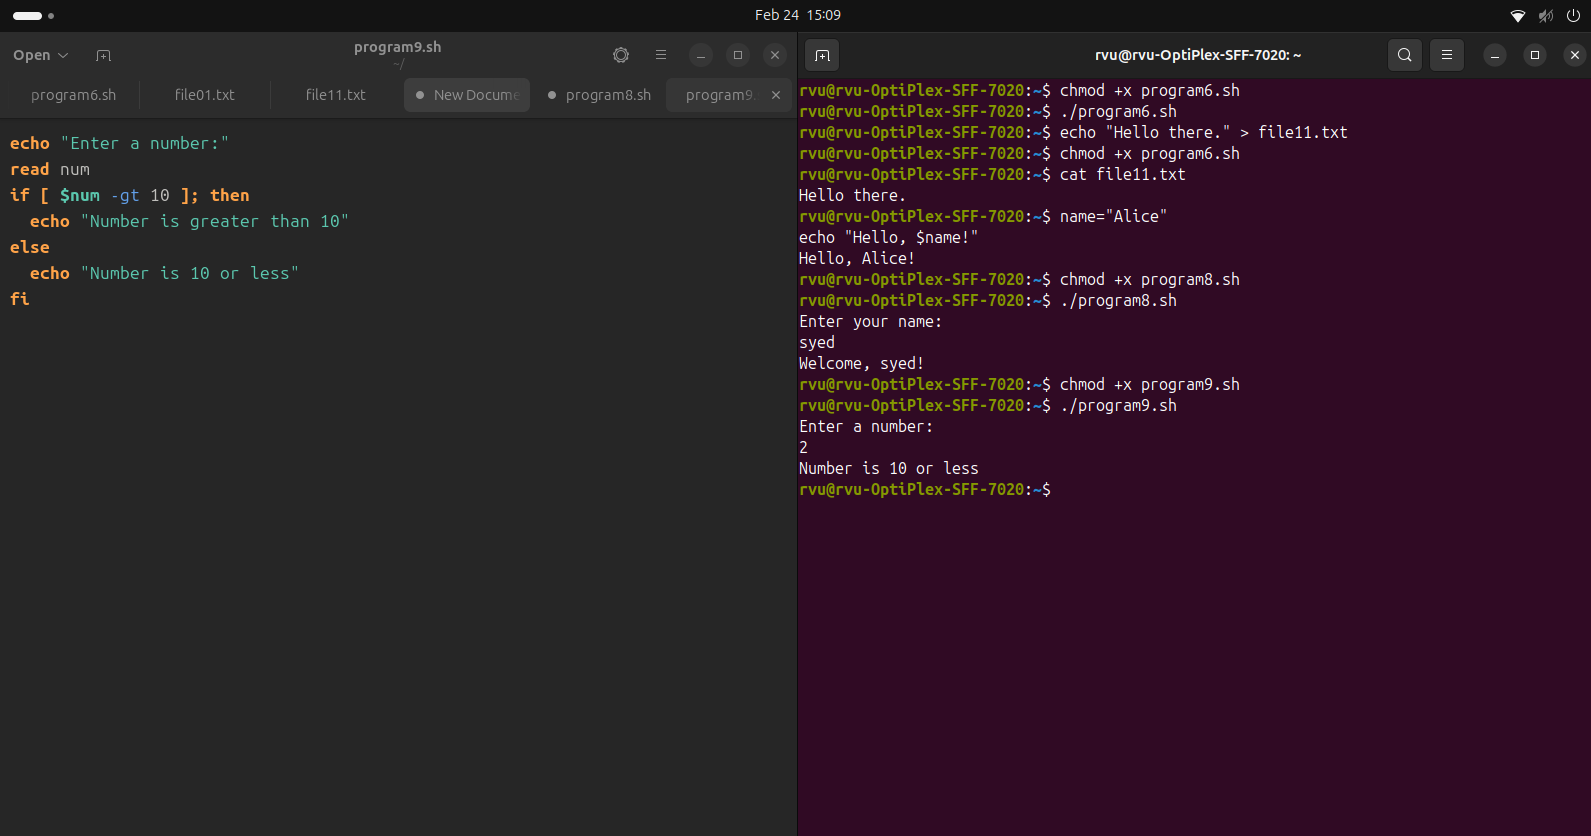 Feb 24 15:09
Open
program9.sh
~/
program6.sh
file01.txt
file11.txt
New Docume
program8.sh
program9.
echo "Enter a number:"
read num
if [ $num -gt 10 ]; then
  echo "Number is greater than 10"
else
  echo "Number is 10 or less"
fi
rvu@rvu-OptiPlex-SFF-7020: ~
rvu@rvu-OptiPlex-SFF-7020:~$ chmod +x program6.sh
rvu@rvu-OptiPlex-SFF-7020:~$ ./program6.sh
rvu@rvu-OptiPlex-SFF-7020:~$ echo "Hello there." > file11.txt
rvu@rvu-OptiPlex-SFF-7020:~$ chmod +x program6.sh
rvu@rvu-OptiPlex-SFF-7020:~$ cat file11.txt
Hello there.
rvu@rvu-OptiPlex-SFF-7020:~$ name="Alice"
echo "Hello, $name!"
Hello, Alice!
rvu@rvu-OptiPlex-SFF-7020:~$ chmod +x program8.sh
rvu@rvu-OptiPlex-SFF-7020:~$ ./program8.sh
Enter your name:
syed
Welcome, syed!
rvu@rvu-OptiPlex-SFF-7020:~$ chmod +x program9.sh
rvu@rvu-OptiPlex-SFF-7020:~$ ./program9.sh
Enter a number:
2
Number is 10 or less
rvu@rvu-OptiPlex-SFF-7020:~$